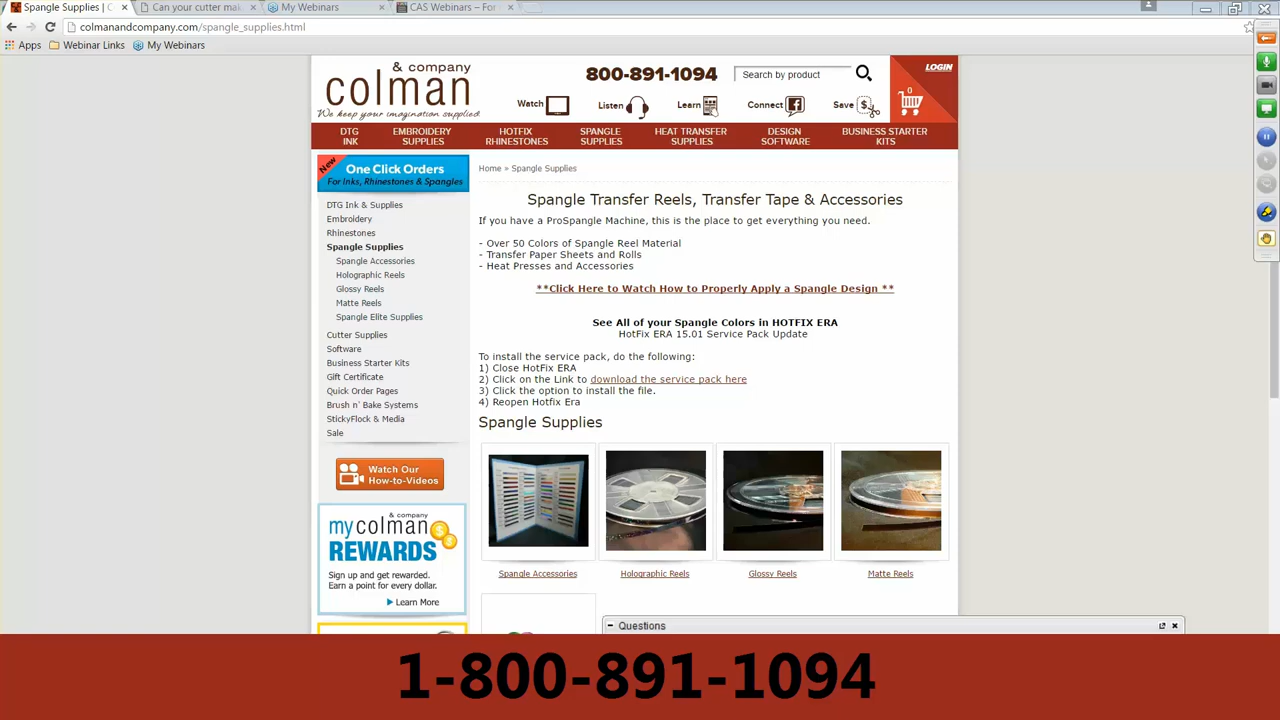 Spangle Supplies | C
Can your cutter mak
My Webinars
CAS Webinars – For
colmanandcompany.com/spangle_supplies.html
Apps
Webinar Links
My Webinars
& company
colman
We keep your imagination supplied.
800-891-1094
Search by product
LOGIN
Watch
Listen
Learn
Connect
Save
0
DTG INK
EMBROIDERY SUPPLIES
HOTFIX RHINESTONES
SPANGLE SUPPLIES
HEAT TRANSFER SUPPLIES
DESIGN SOFTWARE
BUSINESS STARTER KITS
New
One Click Orders
For Inks, Rhinestones & Spangles
DTG Ink & Supplies
Embroidery
Rhinestones
Spangle Supplies
Spangle Accessories
Holographic Reels
Glossy Reels
Matte Reels
Spangle Elite Supplies
Cutter Supplies
Software
Business Starter Kits
Gift Certificate
Quick Order Pages
Brush n` Bake Systems
StickyFlock & Media
Sale
Watch Our
How-to-Videos
& company
my colman
REWARDS
Sign up and get rewarded.
Earn a point for every dollar.
Learn More
Home » Spangle Supplies
Spangle Transfer Reels, Transfer Tape & Accessories
If you have a ProSpangle Machine, this is the place to get everything you need.
- Over 50 Colors of Spangle Reel Material
- Transfer Paper Sheets and Rolls
- Heat Presses and Accessories
**Click Here to Watch How to Properly Apply a Spangle Design **
See All of your Spangle Colors in HOTFIX ERA
HotFix ERA 15.01 Service Pack Update
To install the service pack, do the following:
1) Close HotFix ERA
2) Click on the Link to download the service pack here
3) Click the option to install the file.
4) Reopen Hotfix Era
Spangle Supplies
Spangle Accessories
Holographic Reels
Glossy Reels
Matte Reels
Questions
1-800-891-1094